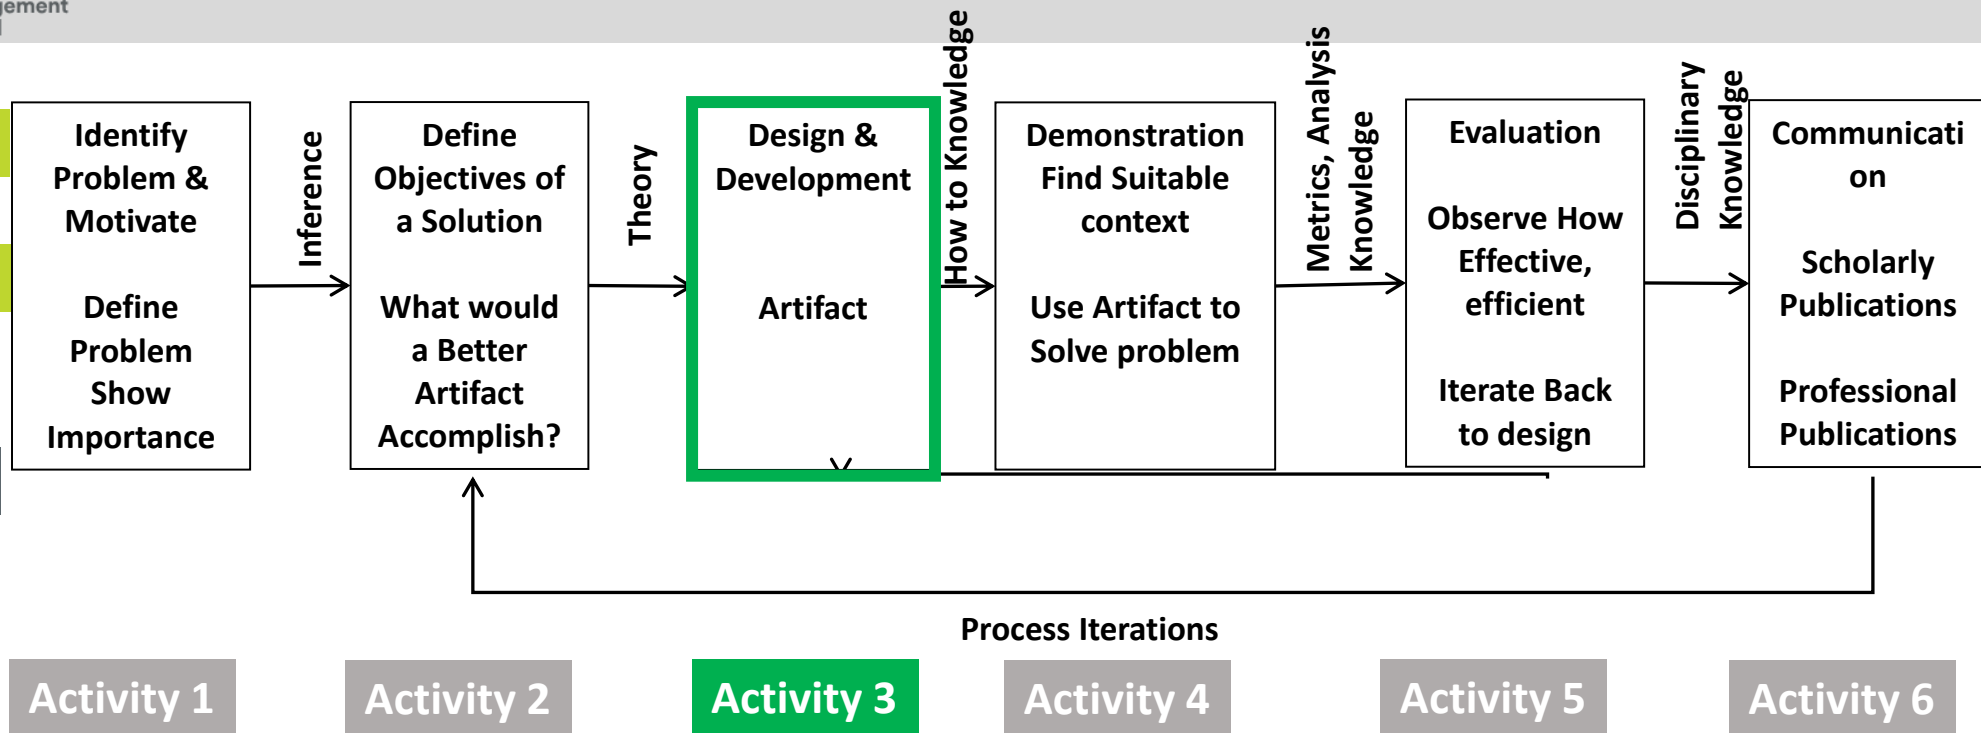 gement
Identify
Problem &
Motivate
Define
Problem
Show
Importance
Inference
Define
Objectives of
a Solution
What would
a Better
Artifact
Accomplish?
Theory
Design &
Development
Artifact
How to Knowledge
Demonstration
Find Suitable
context
Use Artifact to
Solve problem
Metrics, Analysis
Knowledge
Evaluation
Observe How
Effective,
efficient
Iterate Back
to design
Disciplinary
Knowledge
Communicati
on
Scholarly
Publications
Professional
Publications
Process Iterations
Activity 1
Activity 2
Activity 3
Activity 4
Activity 5
Activity 6